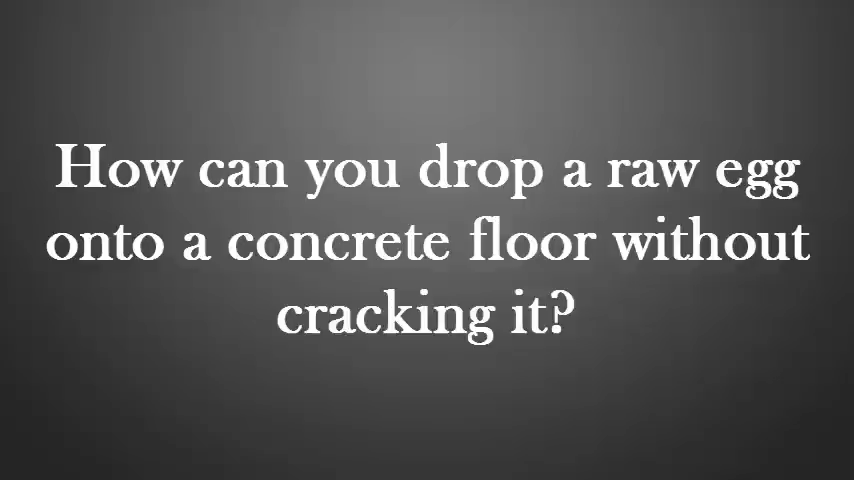 How can you drop a raw egg
onto a concrete floor without
cracking it?